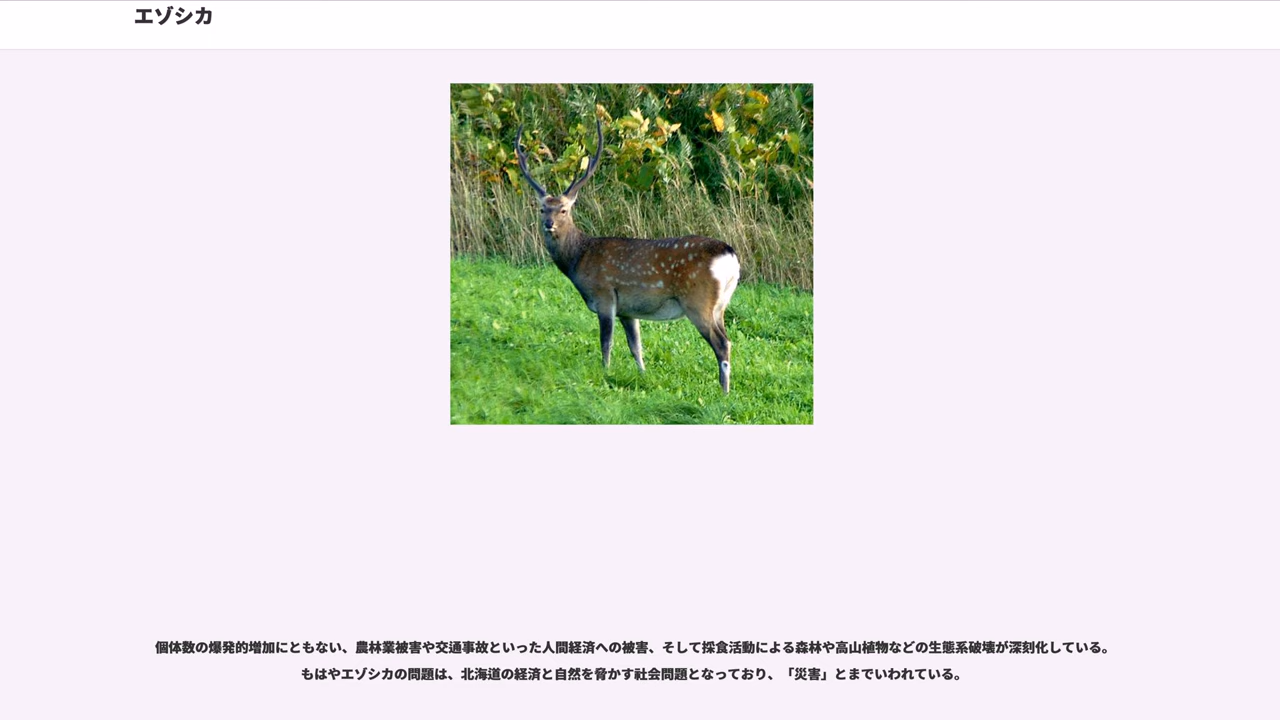 エゾシカ
個体数の爆発的増加にともない、農林業被害や交通事故といった人間経済への被害、そして採食活動による森林や高山植物などの生態系破壊が深刻化している。
もはやエゾシカの問題は、北海道の経済と自然を脅かす社会問題となっており、「災害」とまでいわれている。